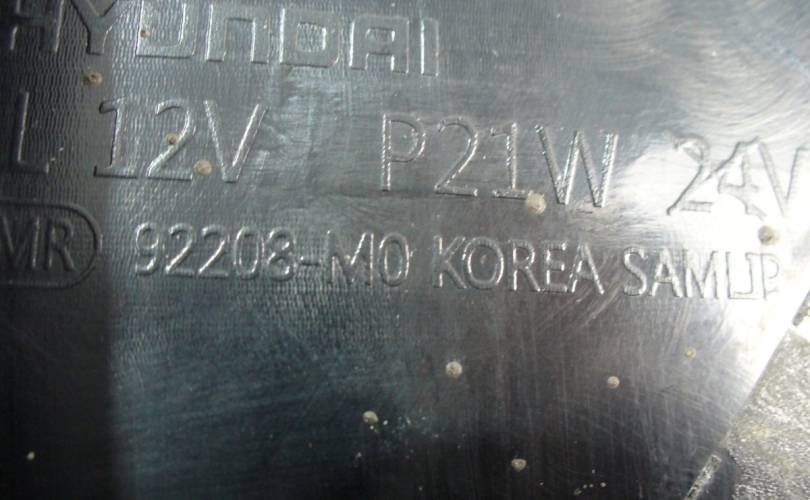 HYUNDAI
L 12V P21W 24V
MR 92208-M0 KOREA SAMLIP